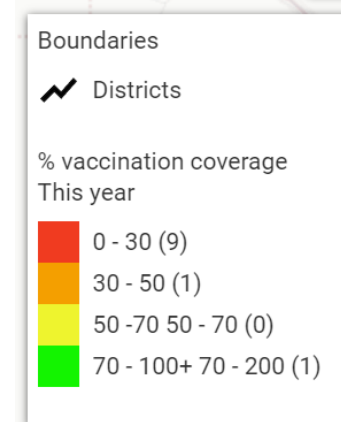 Boundaries
Districts
% vaccination coverage
This year
0 - 30 (9)
30 - 50 (1)
50 -70 50 - 70 (0)
70 - 100+ 70 - 200 (1)